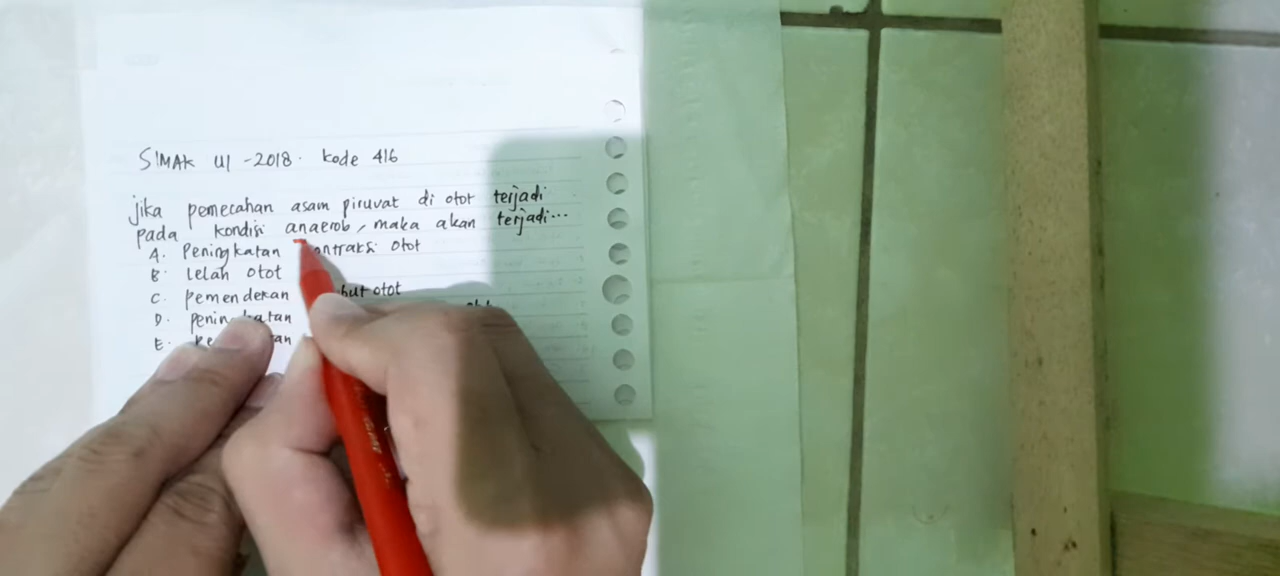 SIMAK UI -2018. kode 416
jika pemecahan asam piruvat di otot terjadi
pada kondisi anaerob, maka akan terjadi...
A. Peningkatan kontraksi otot
B. Lelah otot
C. pemendekan otot
D.
E.